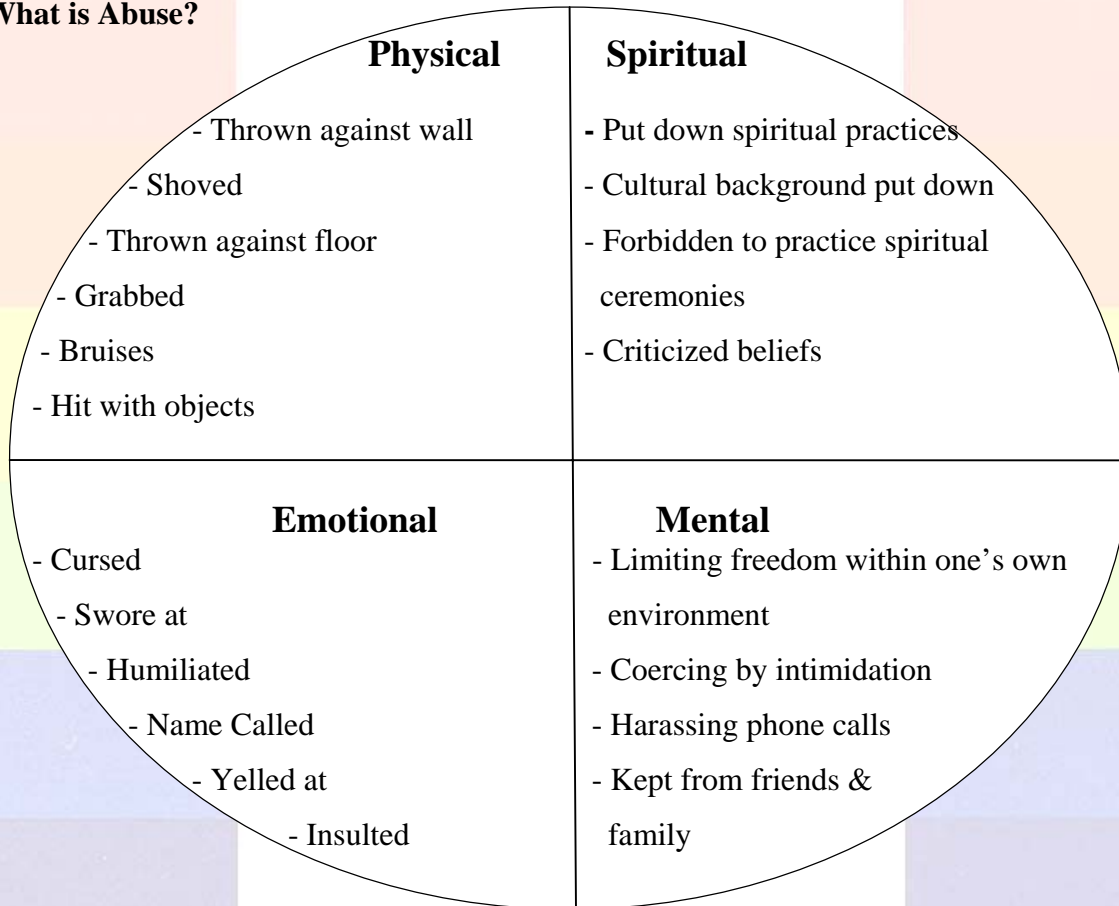 What is Abuse?
Physical
- Thrown against wall
- Shoved
- Thrown against floor
- Grabbed
- Bruises
- Hit with objects
Spiritual
- Put down spiritual practices
- Cultural background put down
- Forbidden to practice spiritual
ceremonies
- Criticized beliefs
Emotional
- Cursed
- Swore at
- Humiliated
- Name Called
- Yelled at
- Insulted
Mental
- Limiting freedom within one’s own
environment
- Coercing by intimidation
- Harassing phone calls
- Kept from friends &
family